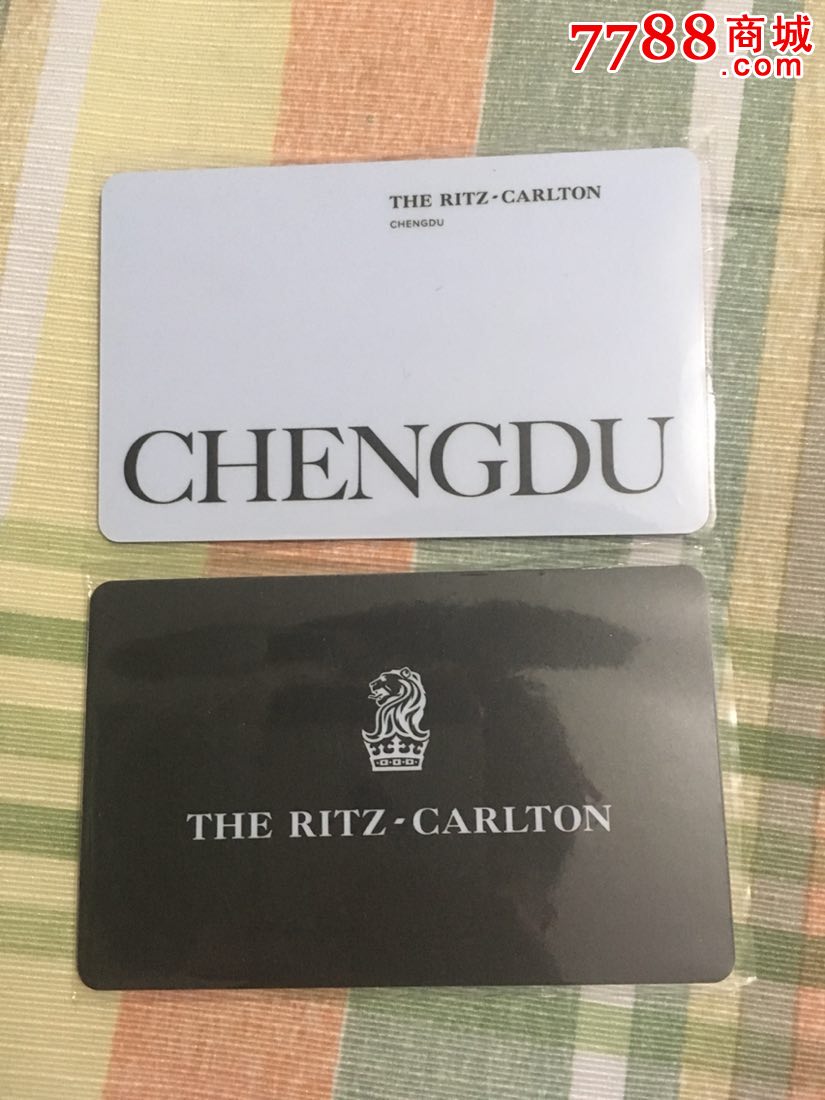 7788商城
.com
THE RITZ-CARLTON
CHENGDU
CHENGDU
THE RITZ-CARLTON